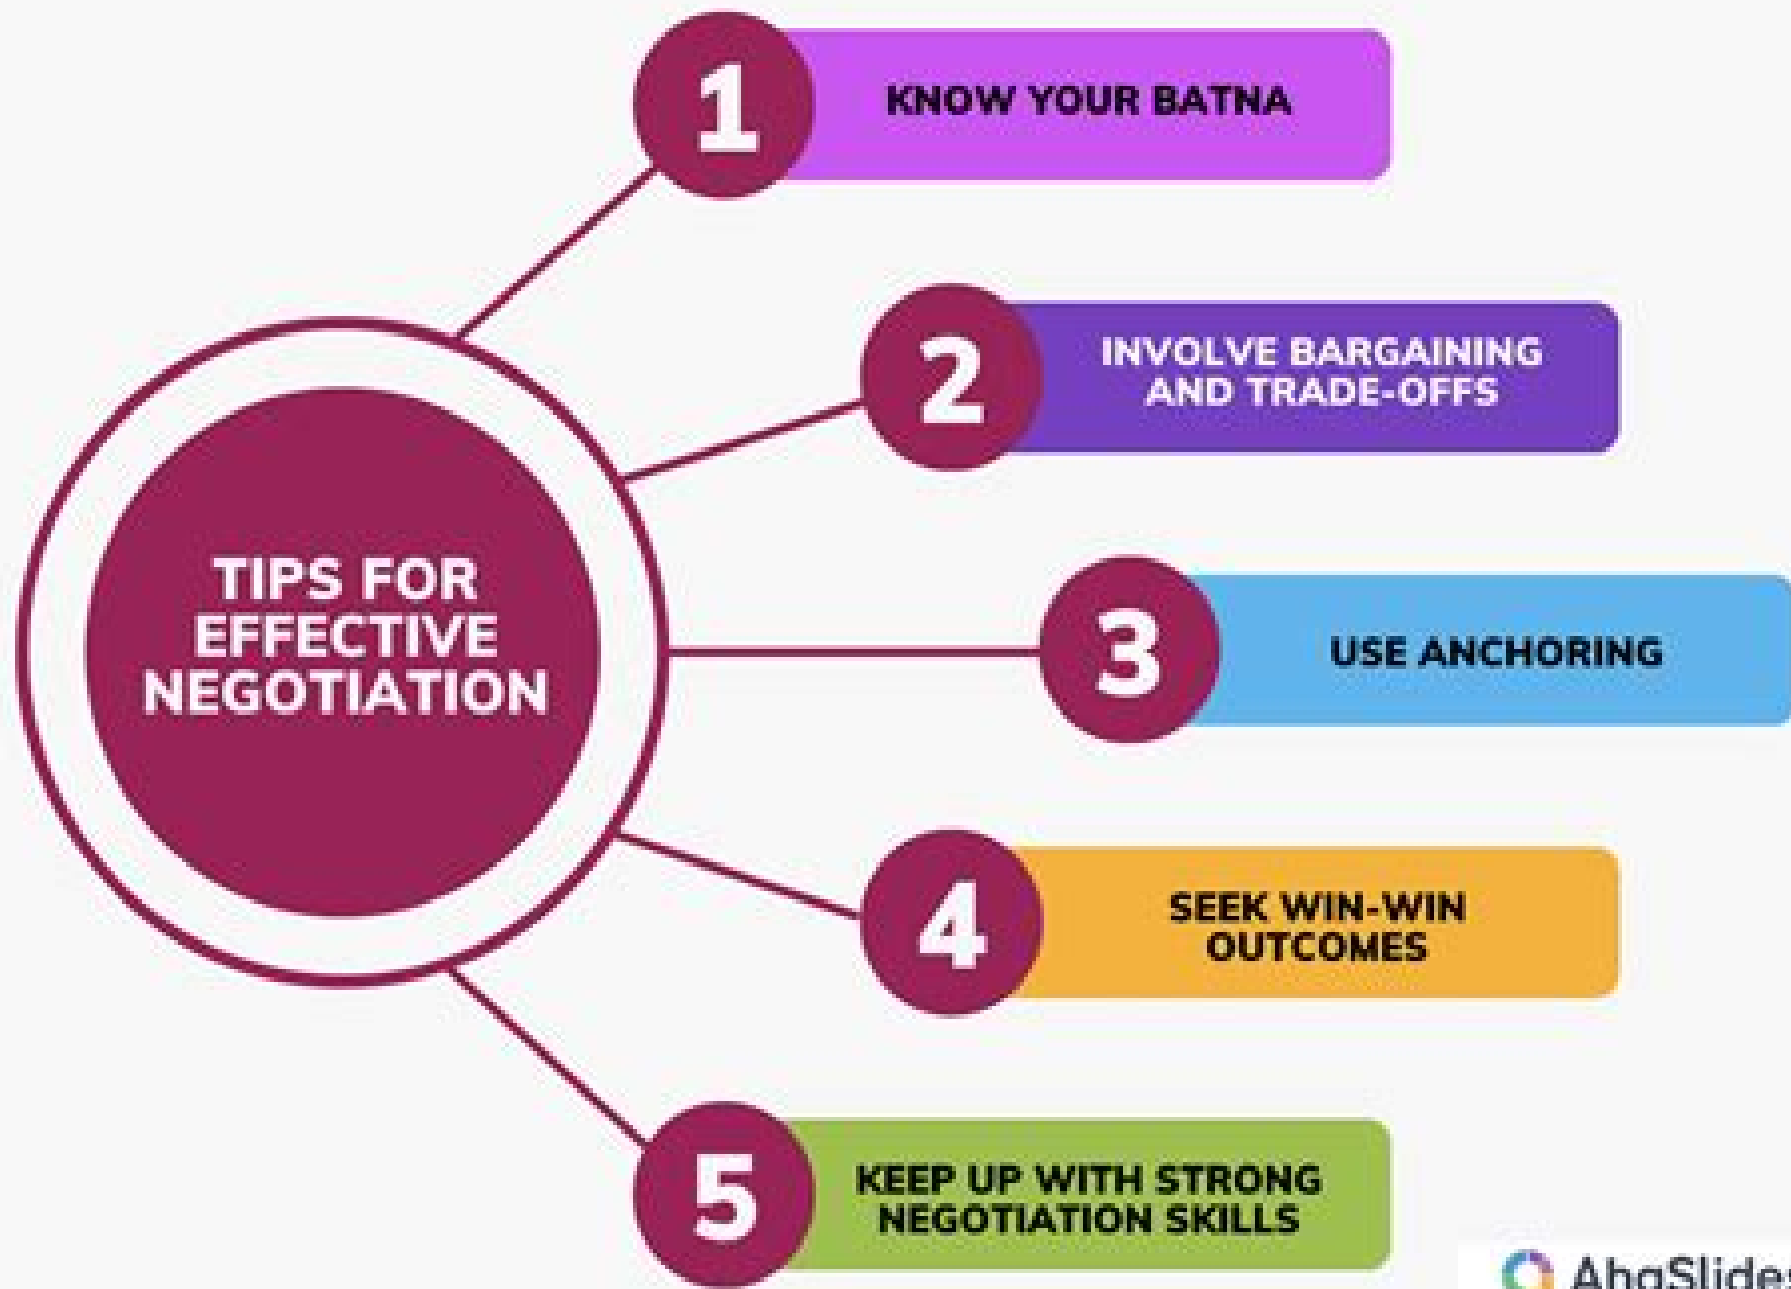 TIPS FOR
EFFECTIVE
NEGOTIATION
1
KNOW YOUR BATNA
2
INVOLVE BARGAINING
AND TRADE-OFFS
3
USE ANCHORING
4
SEEK WIN-WIN
OUTCOMES
5
KEEP UP WITH STRONG
NEGOTIATION SKILLS
AhaSlides